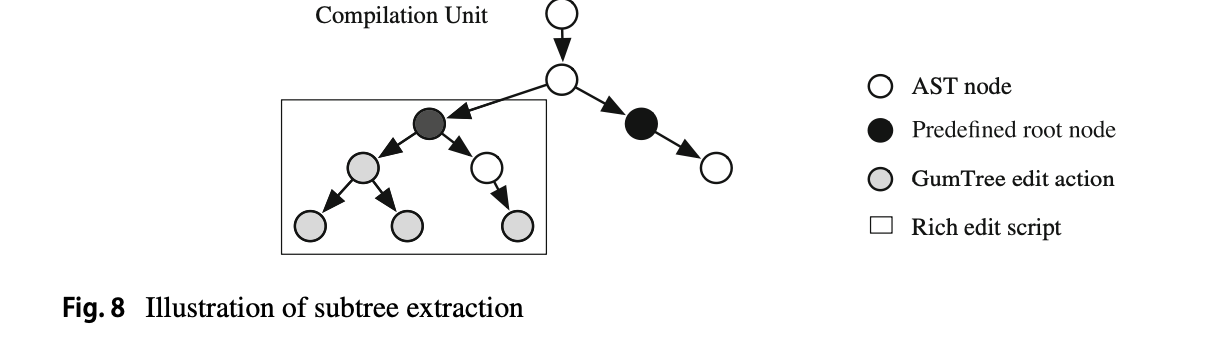 Compilation Unit
AST node
Predefined root node
GumTree edit action
Rich edit script
Fig. 8 Illustration of subtree extraction